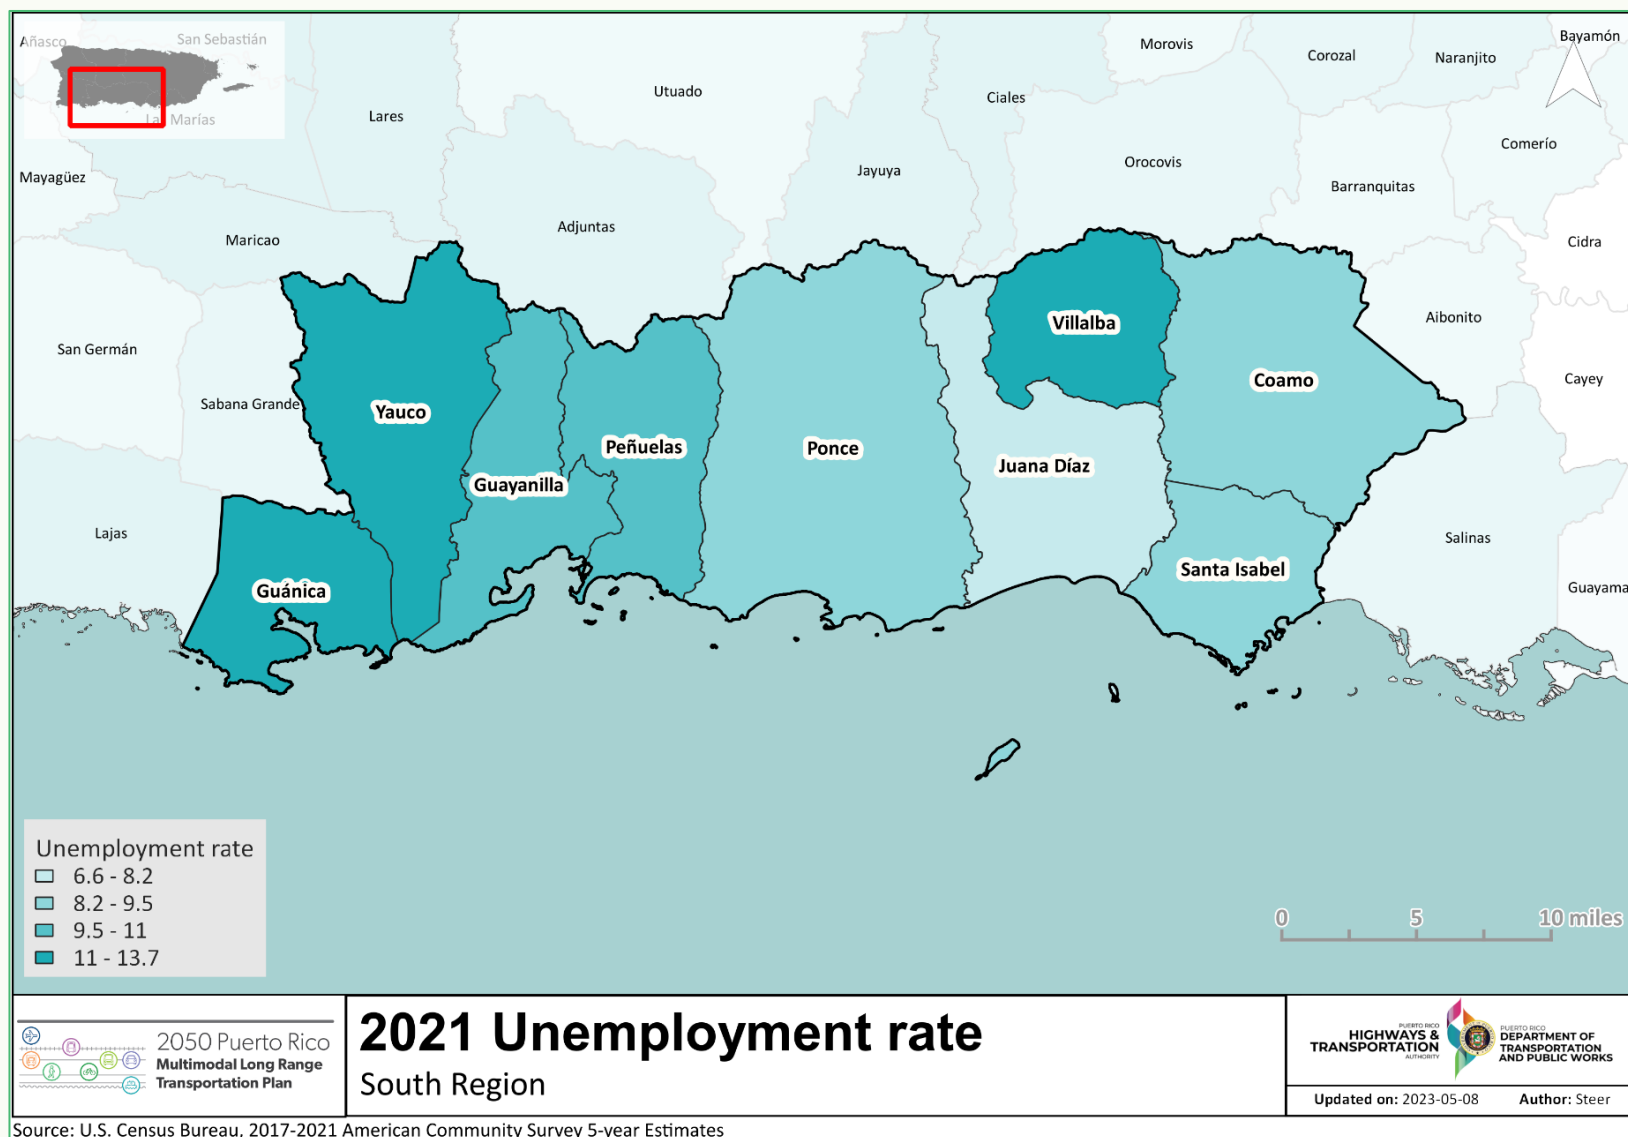 Añasco
San Sebastián
Las Marías
Mayagüez
Lares
Utuado
Morovis
Corozal
Naranjito
Bayamón
Ciales
Comerío
Jayuya
Orocovis
Barranquitas
Maricao
Adjuntas
Cidra
Aibonito
San Germán
Sabana Grande
Cayey
Lajas
Salinas
Guayama
Yauco
Villalba
Coamo
Guayanilla
Peñuelas
Ponce
Juana Díaz
Guánica
Santa Isabel
Unemployment rate
6.6 - 8.2
8.2 - 9.5
9.5 - 11
11 - 13.7
0 5 10 miles
2050 Puerto Rico
Multimodal Long Range
Transportation Plan
2021 Unemployment rate
South Region
PUERTO RICO
HIGHWAYS &
TRANSPORTATION
AUTHORITY
PUERTO RICO
DEPARTMENT OF
TRANSPORTATION
AND PUBLIC WORKS
Updated on: 2023-05-08 Author: Steer
Source: U.S. Census Bureau, 2017-2021 American Community Survey 5-year Estimates